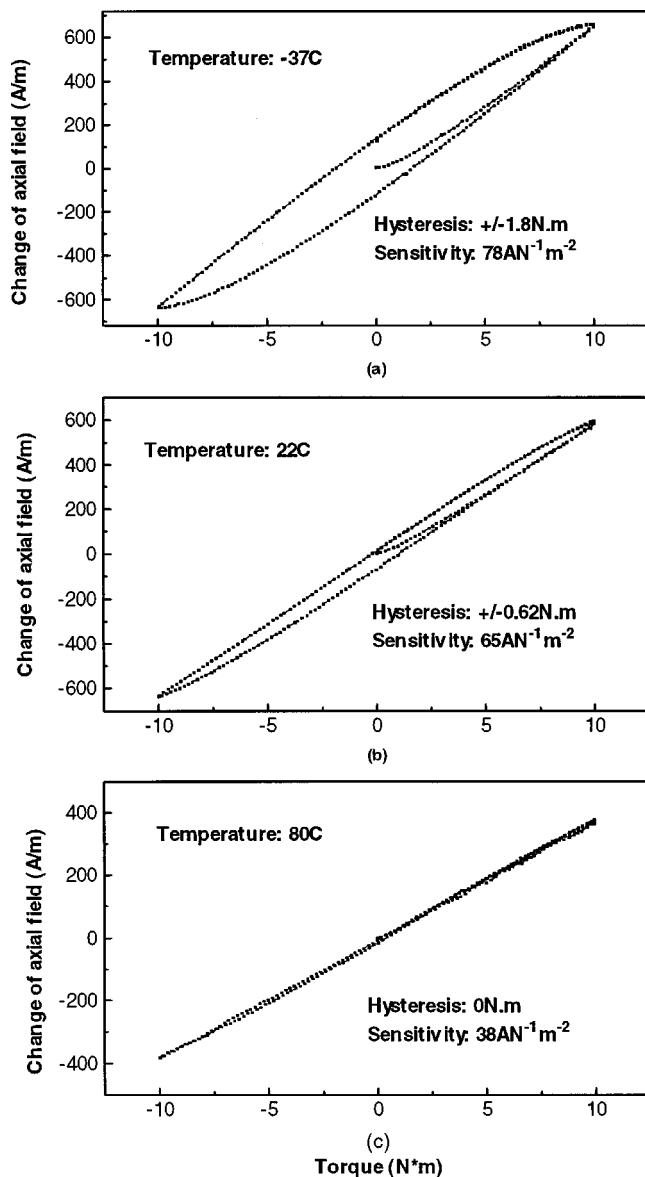 600
400
200
0
-200
-400
-600
Change of axial field (A/m)
Temperature: -37C
Hysteresis: +/-1.8N.m
Sensitivity: 78AN⁻¹m⁻²
-10 -5 0 5 10
(a)
600
400
200
0
-200
-400
-600
Change of axial field (A/m)
Temperature: 22C
Hysteresis: +/-0.62N.m
Sensitivity: 65AN⁻¹m⁻²
-10 -5 0 5 10
(b)
400
200
0
-200
-400
Change of axial field (A/m)
Temperature: 80C
Hysteresis: 0N.m
Sensitivity: 38AN⁻¹m⁻²
-10 -5 0 5 10
(c)
Torque (N*m)